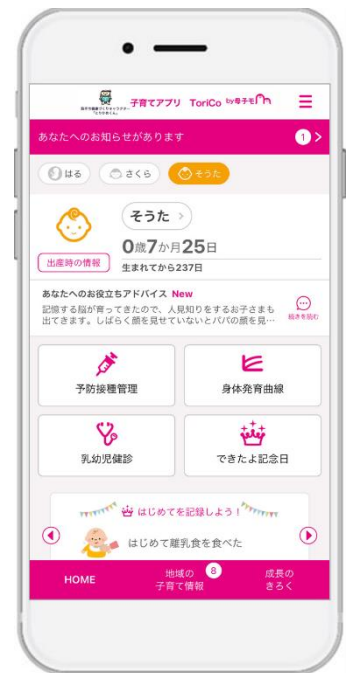 子育てアプリ ToriCo by母子モ
あなたへのお知らせがあります 1
はる さくら そうた
そうた
0歳7か月25日
出産時の情報
生まれてから237日
あなたへのお役立ちアドバイス New
記憶する脳が育ってきたので、人見知りをするお子さまも
出てきます。しばらく顔を見せていないとパパの顔を見…
続きを読む
予防接種管理 身体発育曲線
乳幼児健診 できたよ記念日
はじめてを記録しよう!
はじめて離乳食を食べた
HOME
地域の
子育て情報
8
成長の
きろく